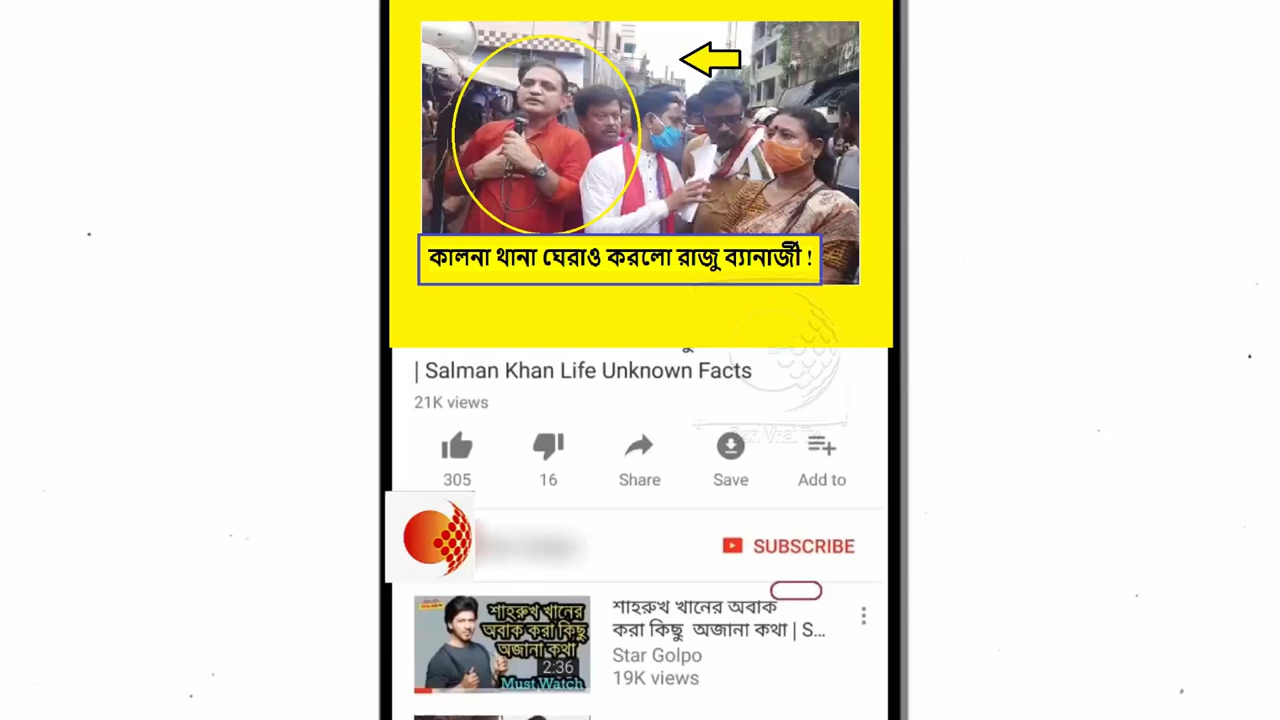 কালনা থানা ঘেরাও করলো রাজু ব্যানার্জী !
| Salman Khan Life Unknown Facts
21K views
305
16
Share
Save
Add to
SUBSCRIBE
শাহরুখ খানের
অবাক করা কিছু
অজানা কথা
2:36
Must Watch
শাহরুখ খানের অবাক
করা কিছু অজানা কথা | S...
Star Golpo
19K views